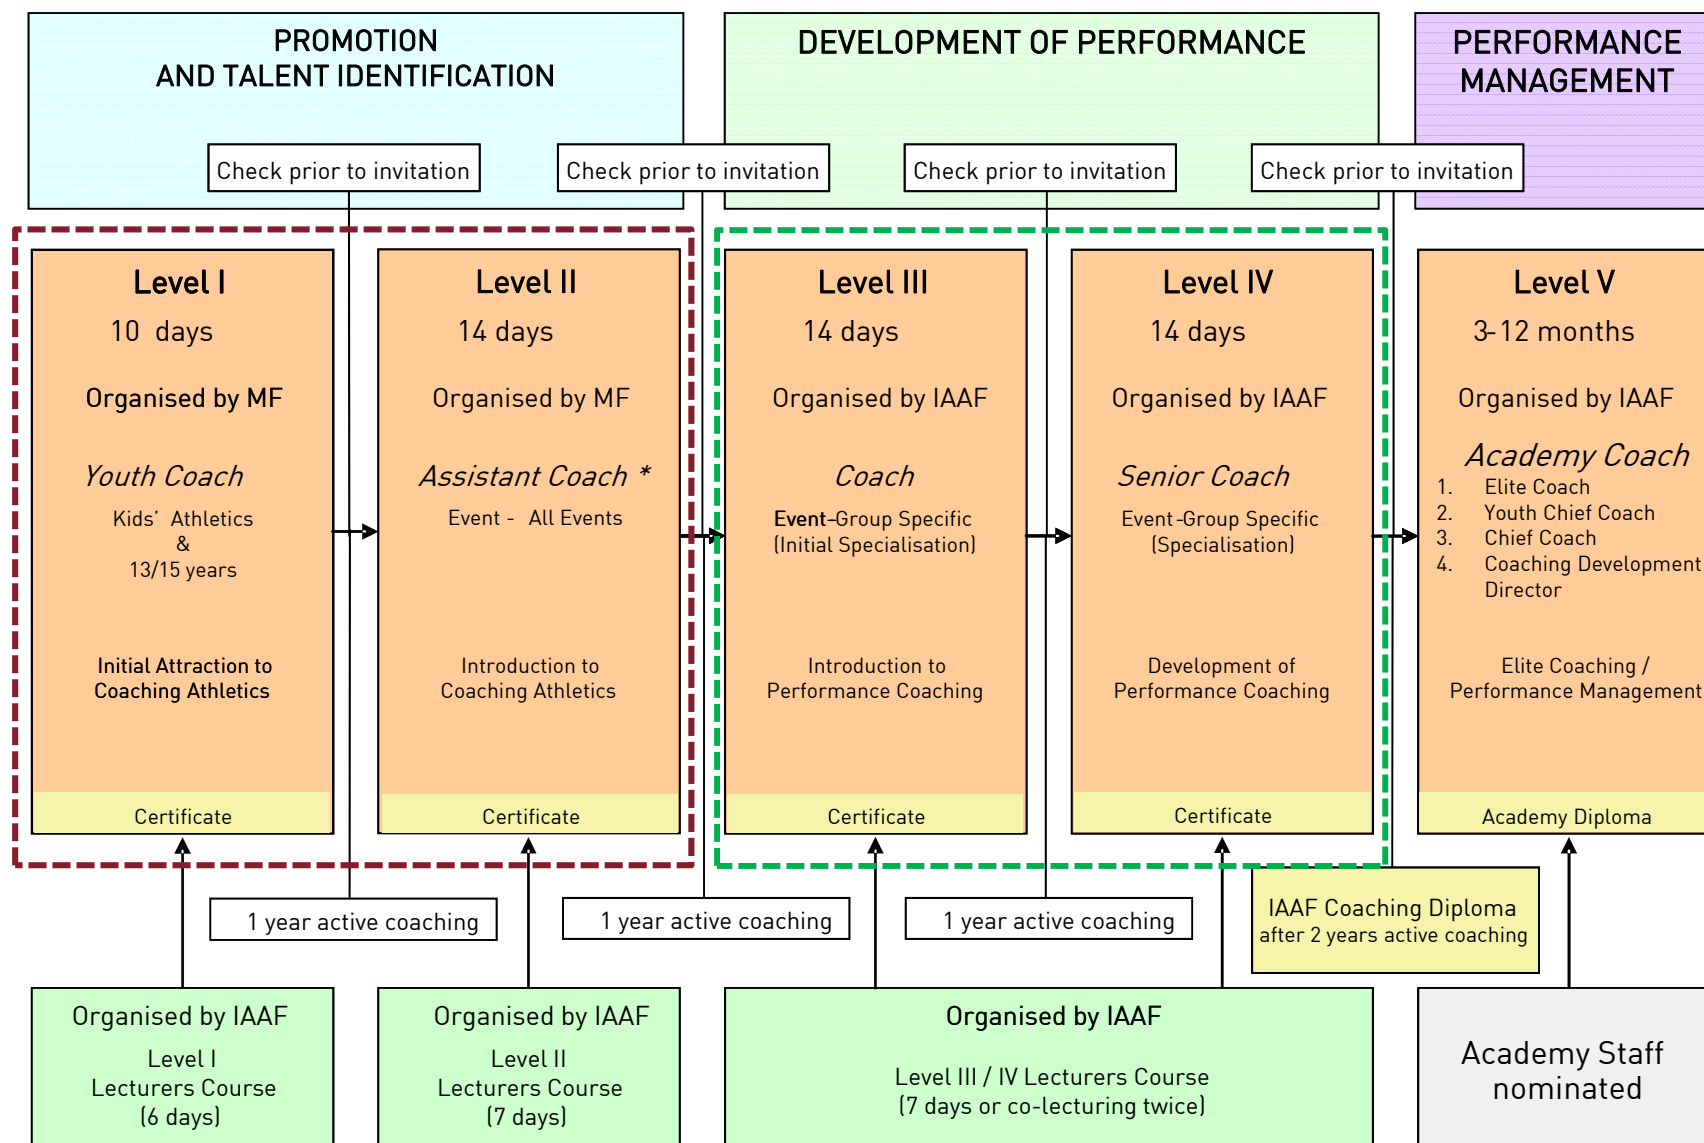 PROMOTION
AND TALENT IDENTIFICATION
DEVELOPMENT OF PERFORMANCE
PERFORMANCE
MANAGEMENT
Check prior to invitation
Check prior to invitation
Check prior to invitation
Check prior to invitation
Level I
10 days
Organised by MF
Youth Coach
Kids' Athletics
&
13/15 years
Initial Attraction to
Coaching Athletics
Certificate
Level II
14 days
Organised by MF
Assistant Coach *
Event - All Events
Introduction to
Coaching Athletics
Certificate
Level III
14 days
Organised by IAAF
Coach
Event–Group Specific
(Initial Specialisation)
Introduction to
Performance Coaching
Certificate
Level IV
14 days
Organised by IAAF
Senior Coach
Event-Group Specific
(Specialisation)
Development of
Performance Coaching
Certificate
Level V
3-12 months
Organised by IAAF
Academy Coach
1. Elite Coach
2. Youth Chief Coach
3. Chief Coach
4. Coaching Development
Director
Elite Coaching /
Performance Management
Academy Diploma
1 year active coaching
1 year active coaching
1 year active coaching
IAAF Coaching Diploma
after 2 years active coaching
Organised by IAAF
Level I
Lecturers Course
(6 days)
Organised by IAAF
Level II
Lecturers Course
(7 days)
Organised by IAAF
Level III / IV Lecturers Course
(7 days or co-lecturing twice)
Academy Staff
nominated